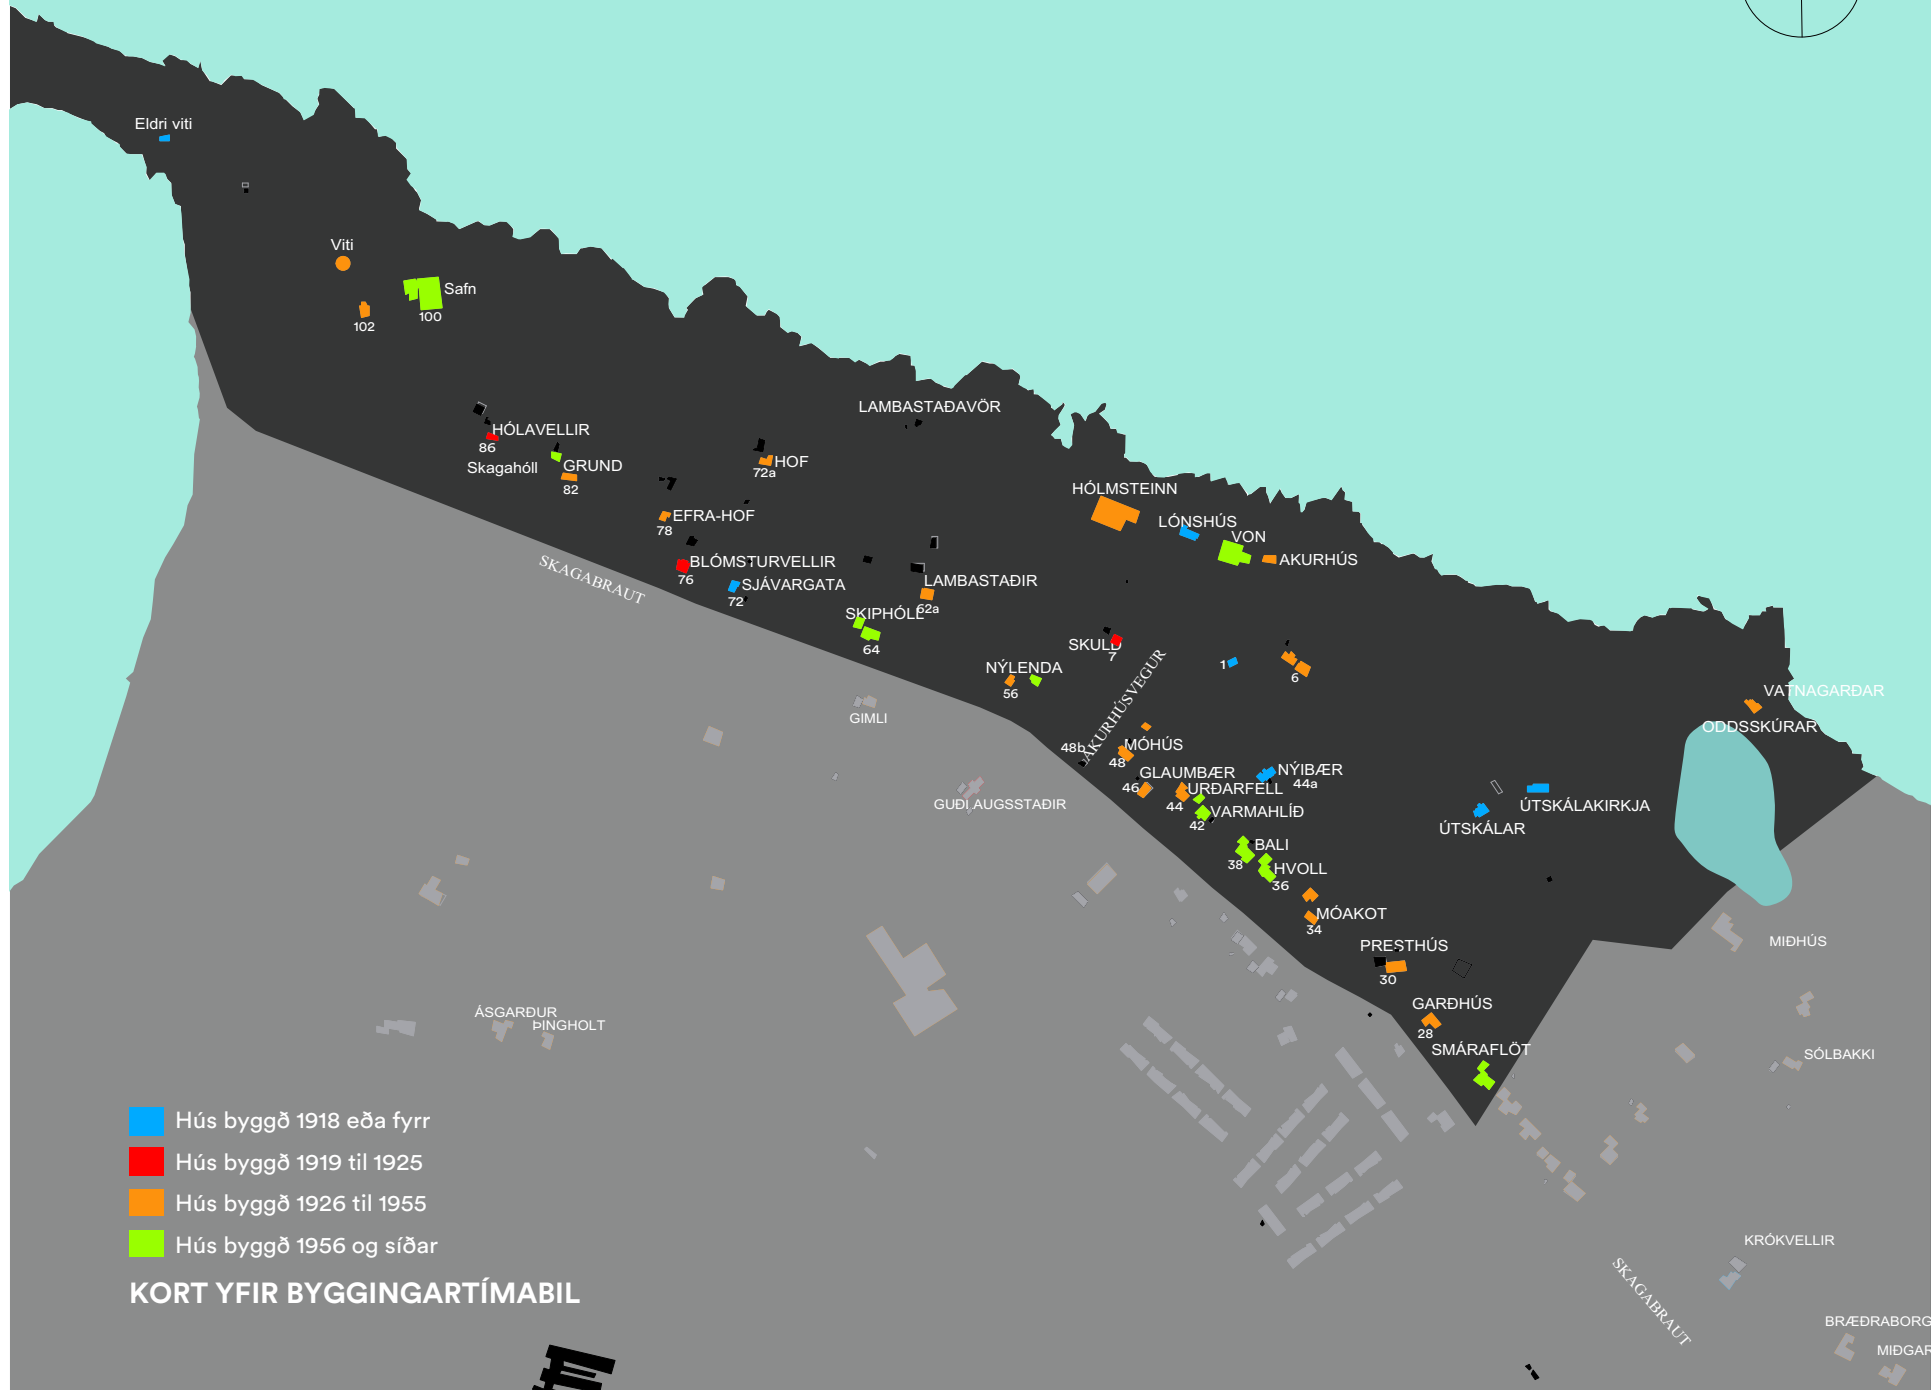 Eldri viti
Viti
Safn
102
100
LAMBASTAÐAVÖR
HÓLAVELLIR
86
Skagahóll
GRUND
82
HOF
72a
HÓLMSTEINN
EFRA-HOF
78
LÓNSHÚS
VON
AKURHÚS
SKAGABRAUT
BLÓMSTURVELLIR
76
SJÁVARGATA
72
LAMBASTAÐIR
62a
SKIPHÓLL
64
SKULD
7
1
6
NÝLENDA
56
ÁKURHÚSVEGUR
VATNAGARÐAR
ODDSSKÚRAR
GIMLI
48b
MÓHÚS
48
GLAUMBÆR
46
NÝIBÆR
44a
URÐARFELL
44
VARMAHLÍÐ
42
GUÐLAUGSSTAÐIR
ÚTSKÁLAKIRKJA
ÚTSKÁLAR
BALI
38
HVOLL
36
MÓAKOT
34
PRESTHÚS
30
MIÐHÚS
GARÐHÚS
28
ÁSGARÐUR
ÞINGHOLT
SMÁRAFLÖT
SÓLBAKKI
Hús byggð 1918 eða fyrr
Hús byggð 1919 til 1925
Hús byggð 1926 til 1955
Hús byggð 1956 og síðar
KORT YFIR BYGGINGARTÍMABIL
KRÓKVELLIR
SKAGABRAUT
BRÆÐRABORG
MIÐGAR